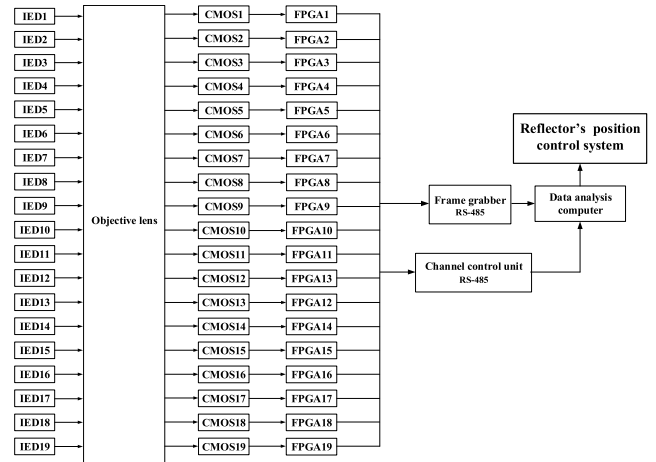 IED1 CMOS1 FPGA1
IED2 CMOS2 FPGA2
IED3 CMOS3 FPGA3
IED4 CMOS4 FPGA4
IED5 CMOS5 FPGA5
IED6 CMOS6 FPGA6
IED7 CMOS7 FPGA7
IED8 CMOS8 FPGA8
IED9 CMOS9 FPGA9
IED10 CMOS10 FPGA10
IED11 CMOS11 FPGA11
IED12 CMOS12 FPGA13
IED13 CMOS13 FPGA12
IED14 CMOS14 FPGA14
IED15 CMOS15 FPGA15
IED16 CMOS16 FPGA16
IED17 CMOS17 FPGA17
IED18 CMOS18 FPGA18
IED19 CMOS19 FPGA19
Objective lens
Reflector's position
control system
Frame grabber
RS-485
Data analysis
computer
Channel control unit
RS-485